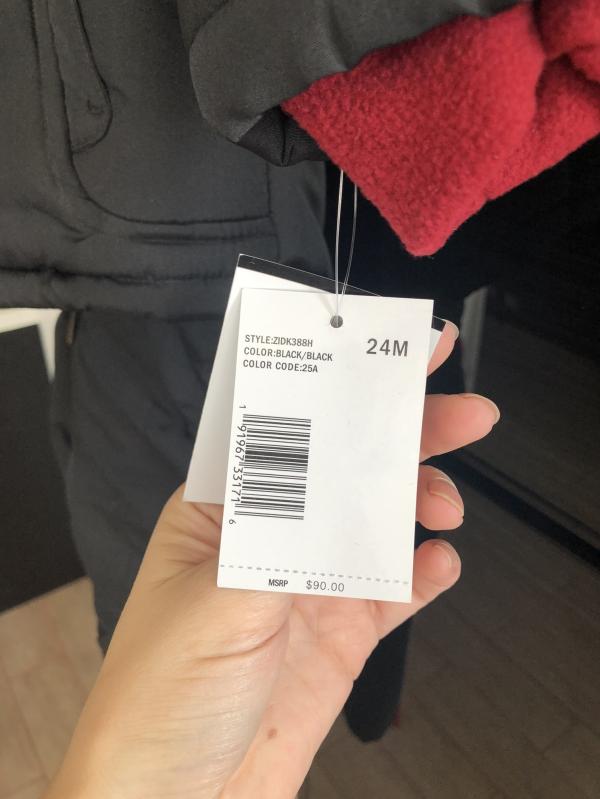 STYLE:ZIDK388H
24M
COLOR:BLACK/BLACK
COLOR CODE:25A
1 91967 33171 6
MSRP $90.00